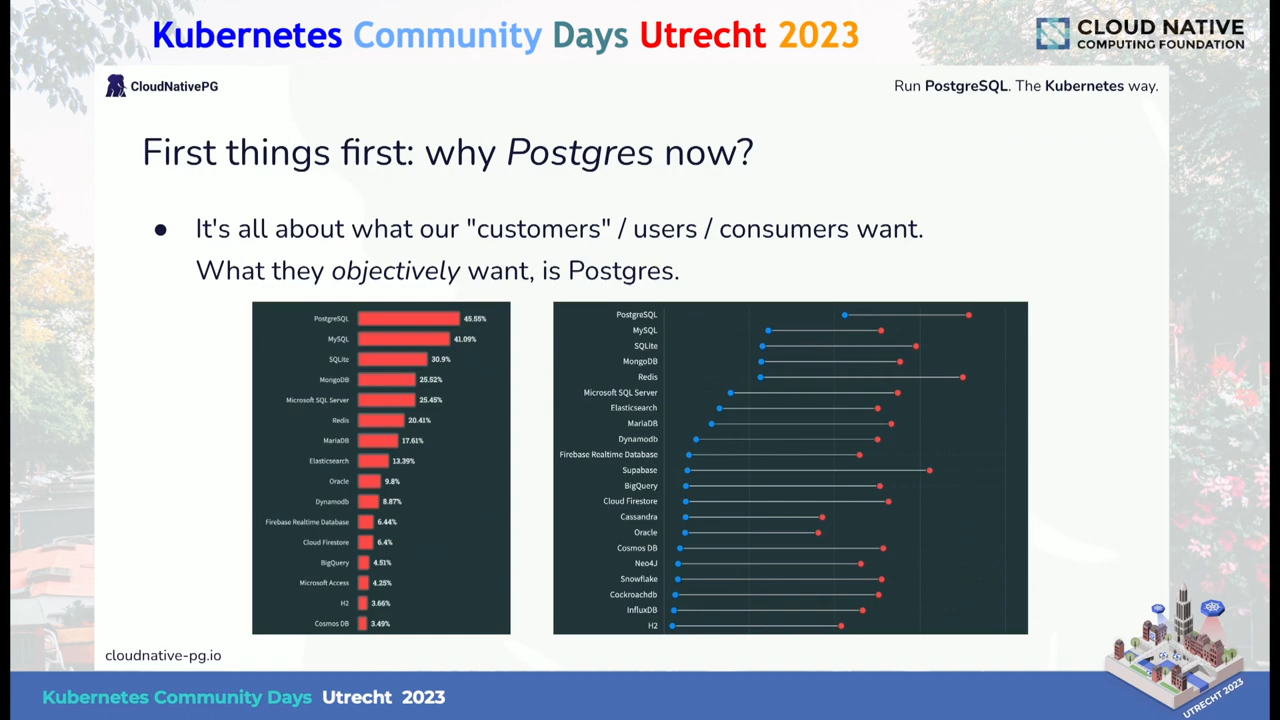 Kubernetes Community Days Utrecht 2023
CLOUD NATIVE
COMPUTING FOUNDATION
CloudNativePG
Run PostgreSQL. The Kubernetes way.
First things first: why Postgres now?
● It's all about what our "customers" / users / consumers want.
What they objectively want, is Postgres.
PostgreSQL 45.55%
MySQL 41.09%
SQLite 30.9%
MongoDB 25.52%
Microsoft SQL Server 25.45%
Redis 20.41%
MariaDB 17.61%
Elasticsearch 13.39%
Oracle 9.8%
Dynamodb 8.87%
Firebase Realtime Database 6.44%
Cloud Firestore 6.4%
BigQuery 4.51%
Microsoft Access 4.25%
H2 3.66%
Cosmos DB 3.49%
PostgreSQL
MySQL
SQLite
MongoDB
Redis
Microsoft SQL Server
Elasticsearch
MariaDB
Dynamodb
Firebase Realtime Database
Supabase
BigQuery
Cloud Firestore
Cassandra
Oracle
Cosmos DB
Neo4J
Snowflake
Cockroachdb
InfluxDB
H2
cloudnative-pg.io
Kubernetes Community Days Utrecht 2023
UTRECHT 2023